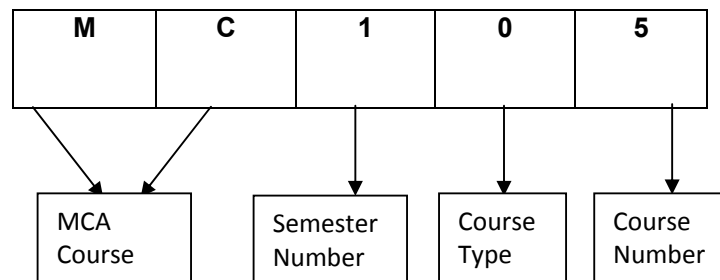 M C 1 0 5
MCA Course
Semester Number
Course Type
Course Number